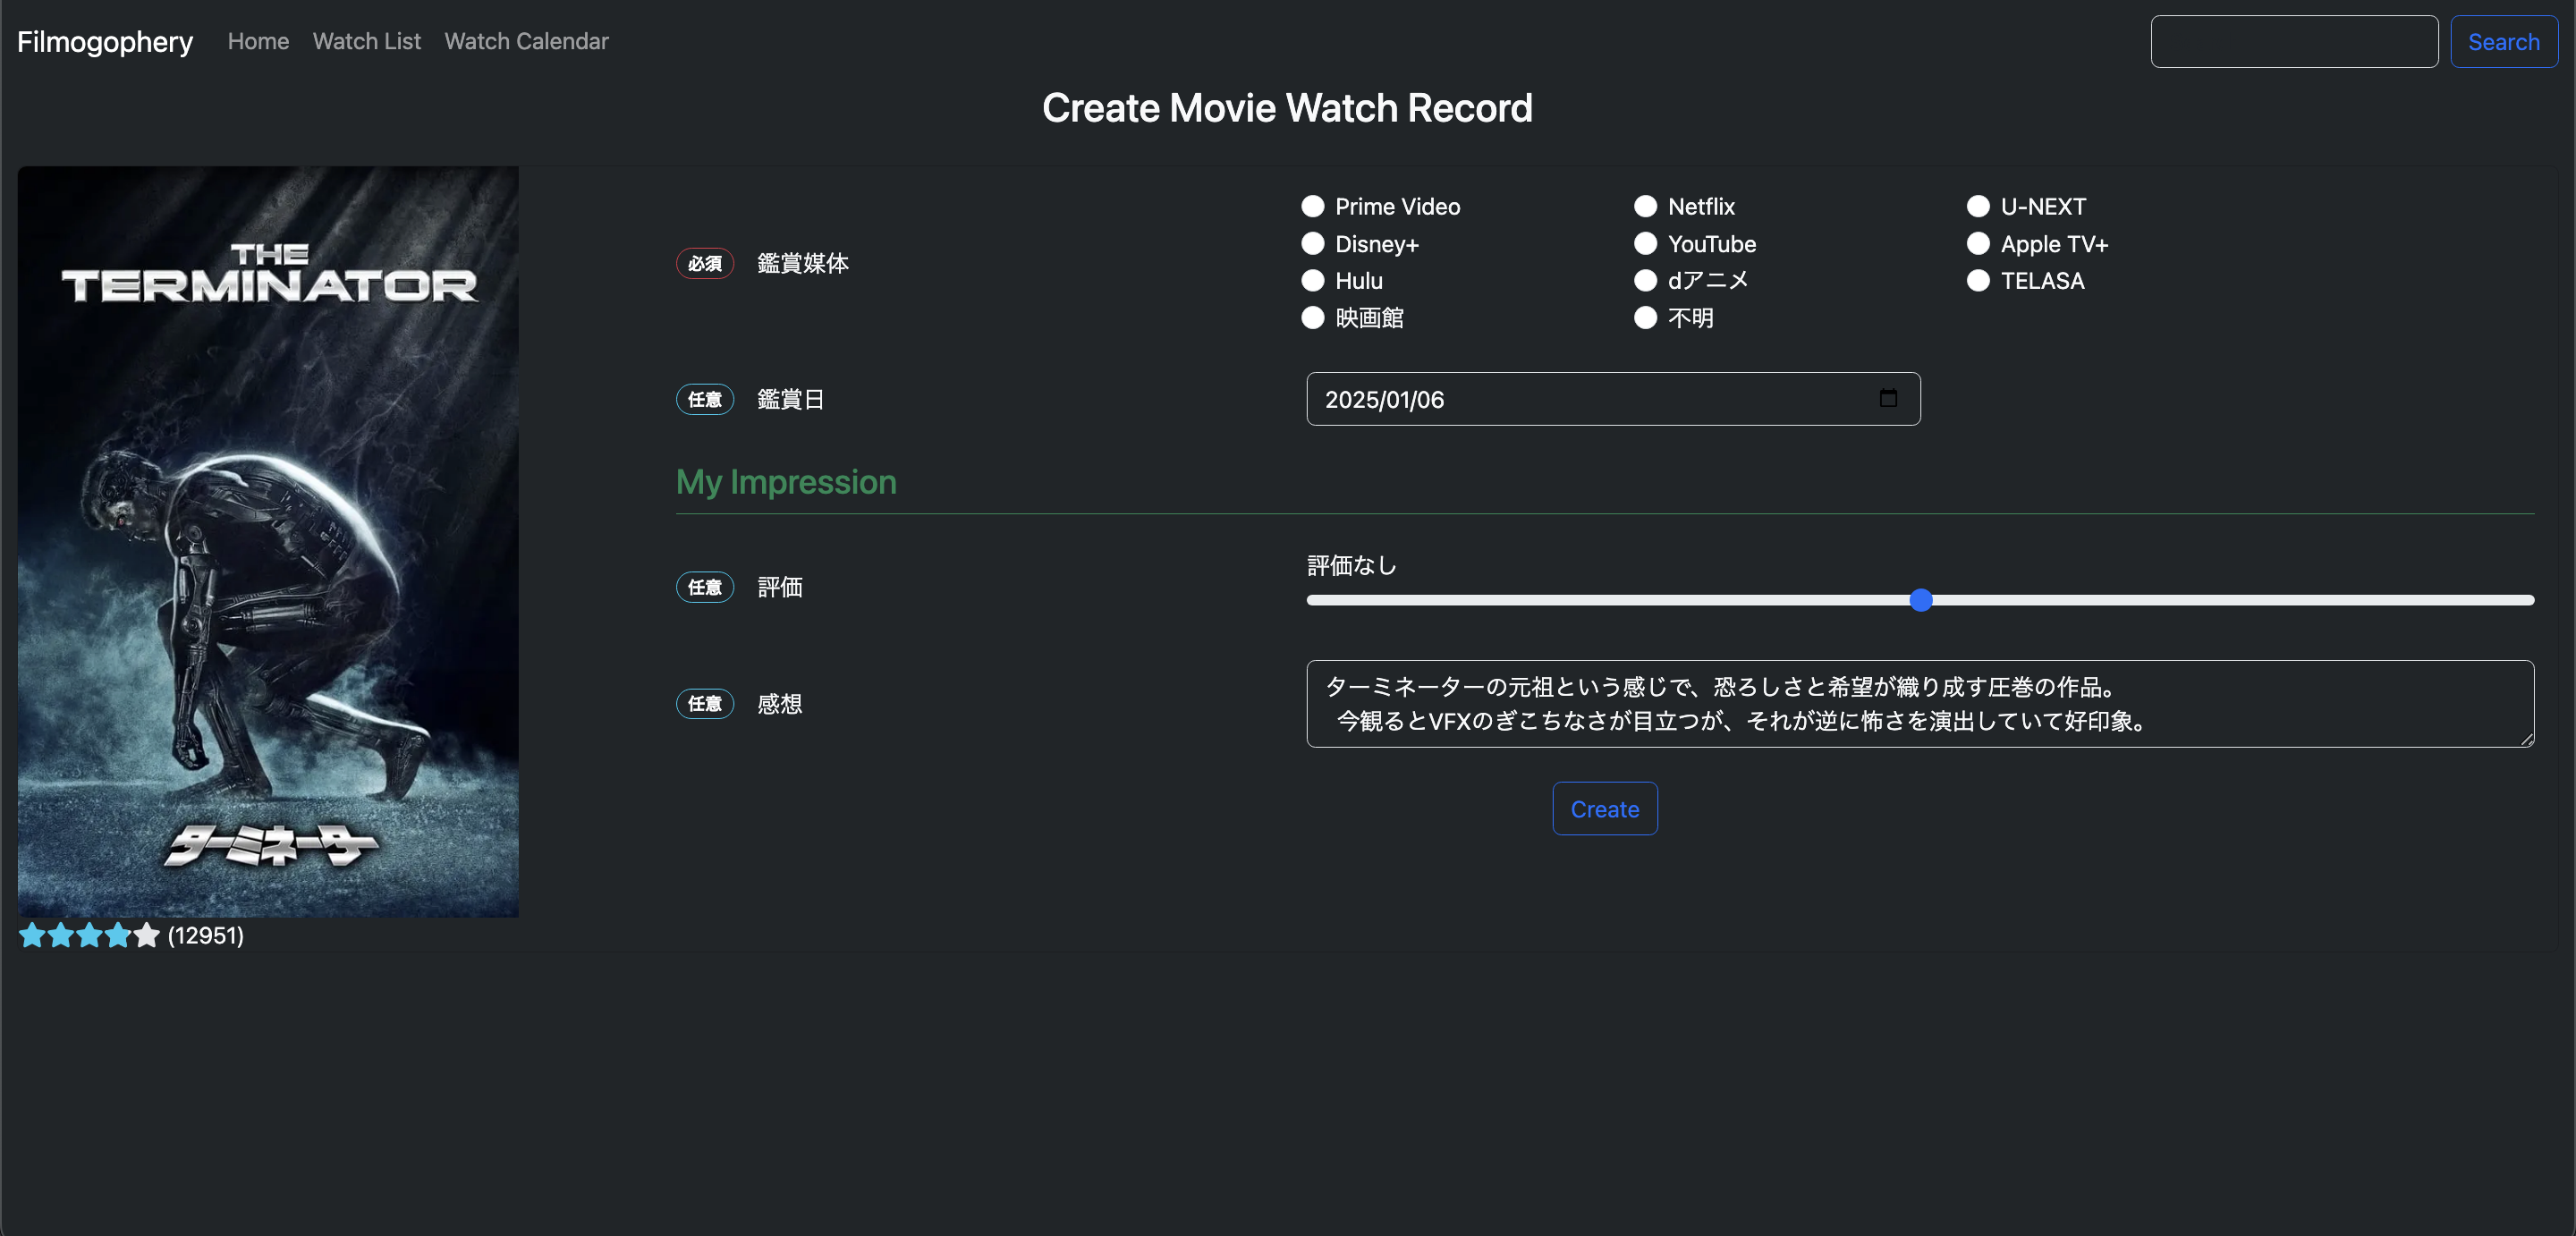 Filmogophery Home Watch List Watch Calendar Search
Create Movie Watch Record
THE
TERMINATOR
ターミネーター
(12951)
必須 鑑賞媒体
Prime Video Netflix U-NEXT
Disney+ YouTube Apple TV+
Hulu dアニメ TELASA
映画館 不明
任意 鑑賞日 2025/01/06
My Impression
任意 評価 評価なし
任意 感想
ターミネーターの元祖という感じで、恐ろしさと希望が織り成す圧巻の作品。
今観るとVFXのぎこちなさが目立つが、それが逆に怖さを演出していて好印象。
Create